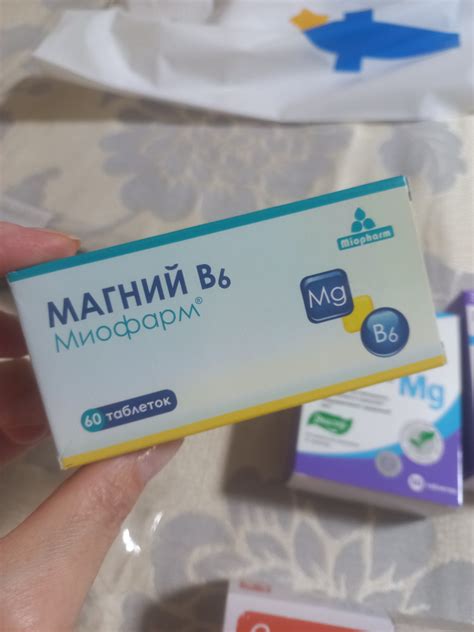 Miopharm
МАГНИЙ B6
Миофарм®
Mg
B6
60 таблеток
Mg